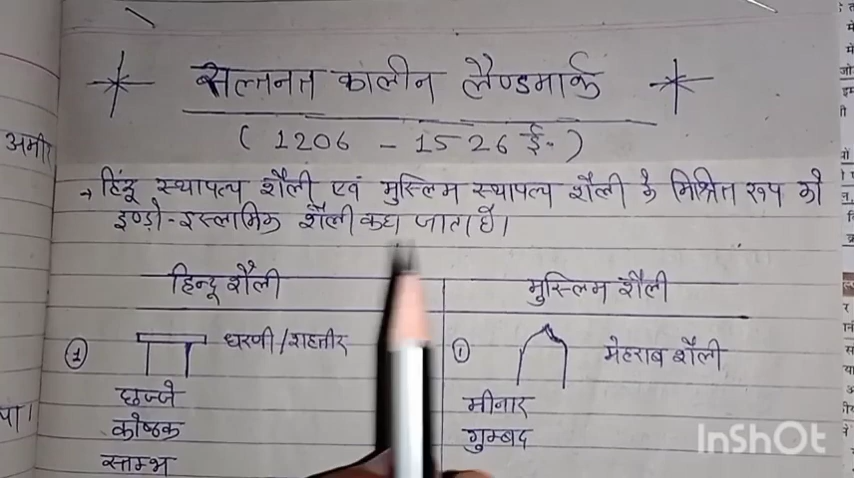 सल्तनत कालीन लैण्डमार्क
( 1206 - 1526 ई. )
→ हिंदू स्थापत्य शैली एवं मुस्लिम स्थापत्य शैली के मिश्रित रूप को
इण्डो-इस्लामिक शैली कहा जाता है।
हिन्दू शैली
मुस्लिम शैली
① धरणी/शहतीर
① मेहराब शैली
छज्जे
मीनार
कोष्ठक
गुम्बद
स्तम्भ
अमीर
InShOt